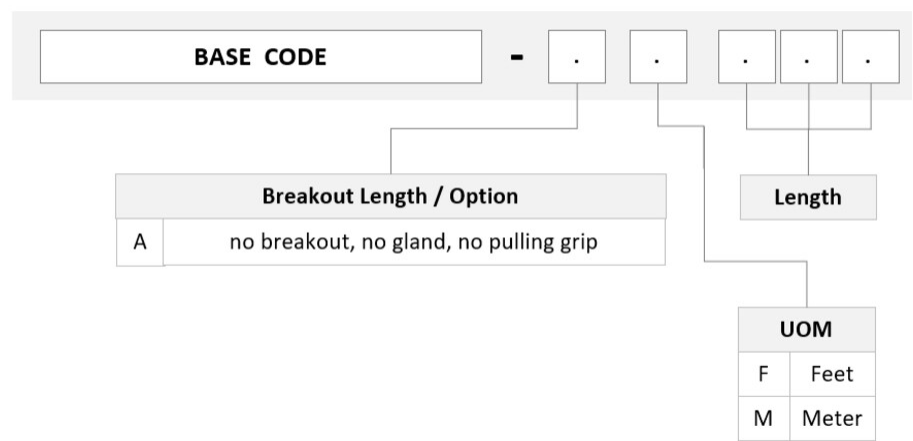 BASE CODE - . . . . .
Breakout Length / Option
A no breakout, no gland, no pulling grip
Length
UOM
F Feet
M Meter